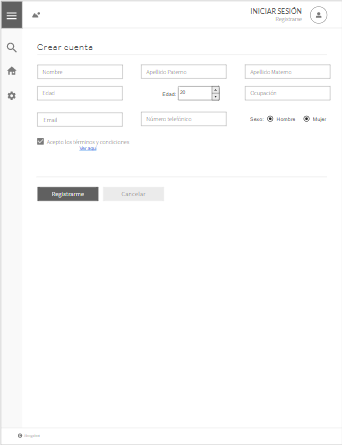 INICIAR SESIÓN
Registrarse
Crear cuenta
Nombre
Apellido Paterno
Apellido Materno
Email
Edad:
20
Ocupación
Email
Número telefónico
Sexo:
Hombre
Mujer
Acepto los términos y condiciones
Ver aquí
Registrarme
Cancelar